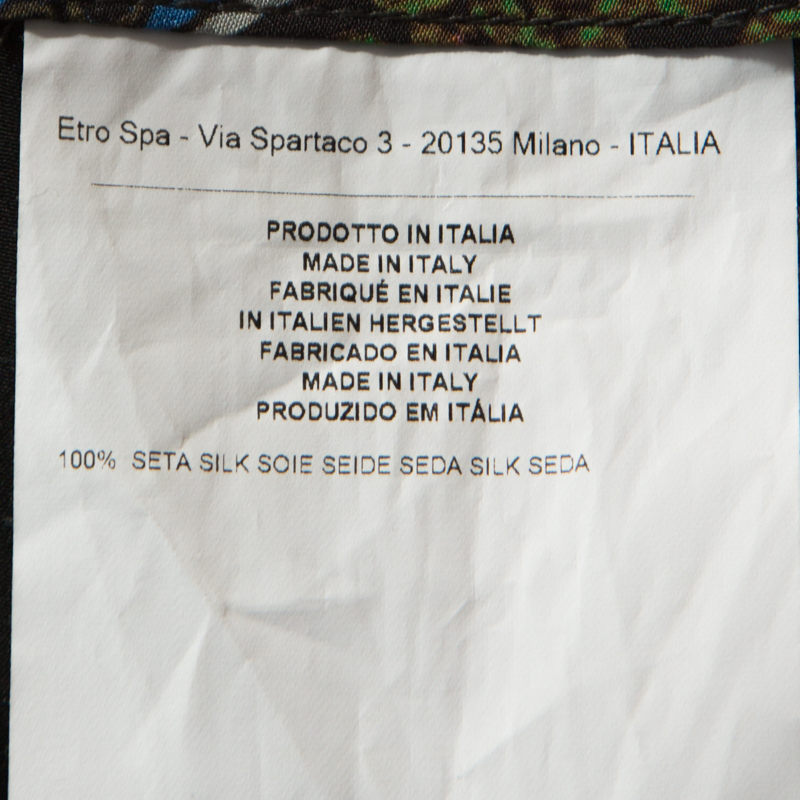 Etro Spa - Via Spartaco 3 - 20135 Milano - ITALIA
PRODOTTO IN ITALIA
MADE IN ITALY
FABRIQUÉ EN ITALIE
IN ITALIEN HERGESTELLT
FABRICADO EN ITALIA
MADE IN ITALY
PRODUZIDO EM ITÁLIA
100% SETA SILK SOIE SEIDE SEDA SILK SEDA